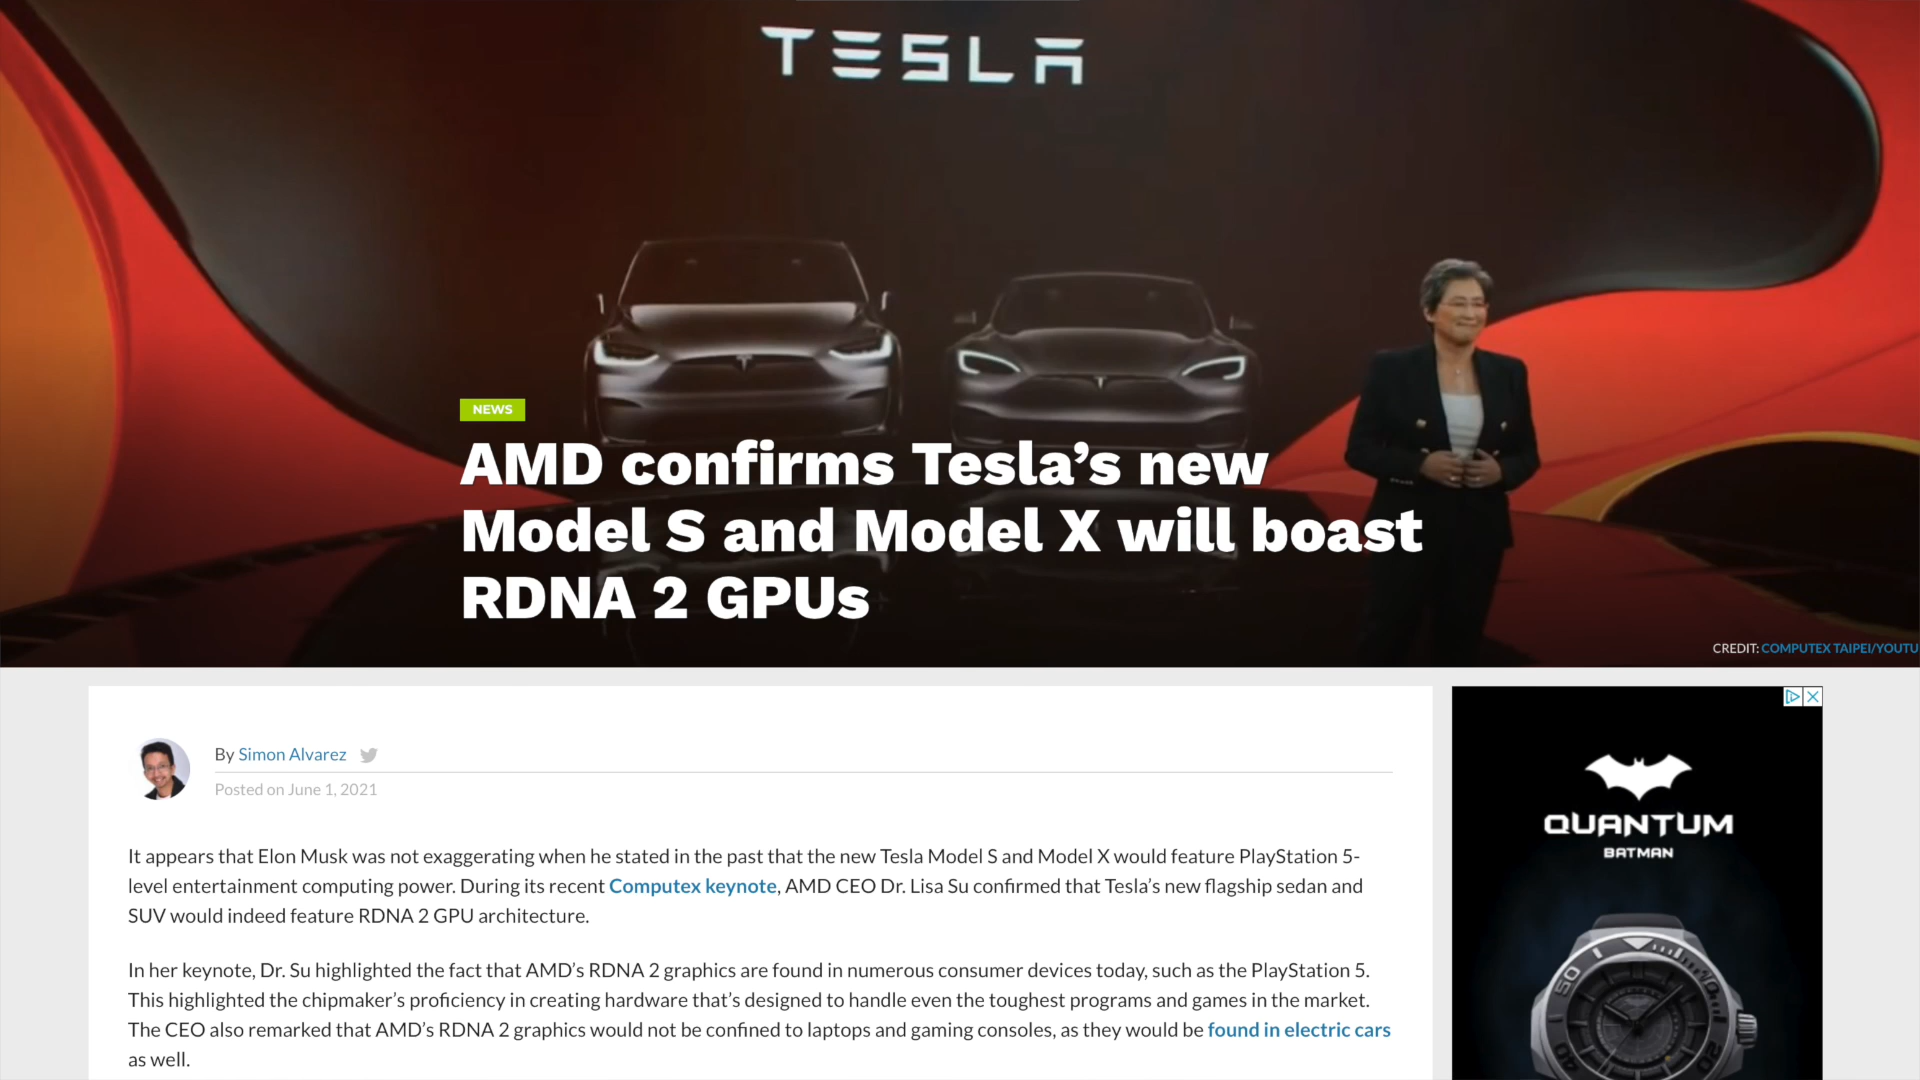 TESLA
NEWS
AMD confirms Tesla’s new
Model S and Model X will boast
RDNA 2 GPUs
CREDIT: COMPUTEX TAIPEI/YOUTU
By Simon Alvarez
Posted on June 1, 2021
It appears that Elon Musk was not exaggerating when he stated in the past that the new Tesla Model S and Model X would feature PlayStation 5-
level entertainment computing power. During its recent Computex keynote, AMD CEO Dr. Lisa Su confirmed that Tesla’s new flagship sedan and
SUV would indeed feature RDNA 2 GPU architecture.
In her keynote, Dr. Su highlighted the fact that AMD’s RDNA 2 graphics are found in numerous consumer devices today, such as the PlayStation 5.
This highlighted the chipmaker’s proficiency in creating hardware that’s designed to handle even the toughest programs and games in the market.
The CEO also remarked that AMD’s RDNA 2 graphics would not be confined to laptops and gaming consoles, as they would be found in electric cars
as well.
QUANTUM
BATMAN
50
40
20